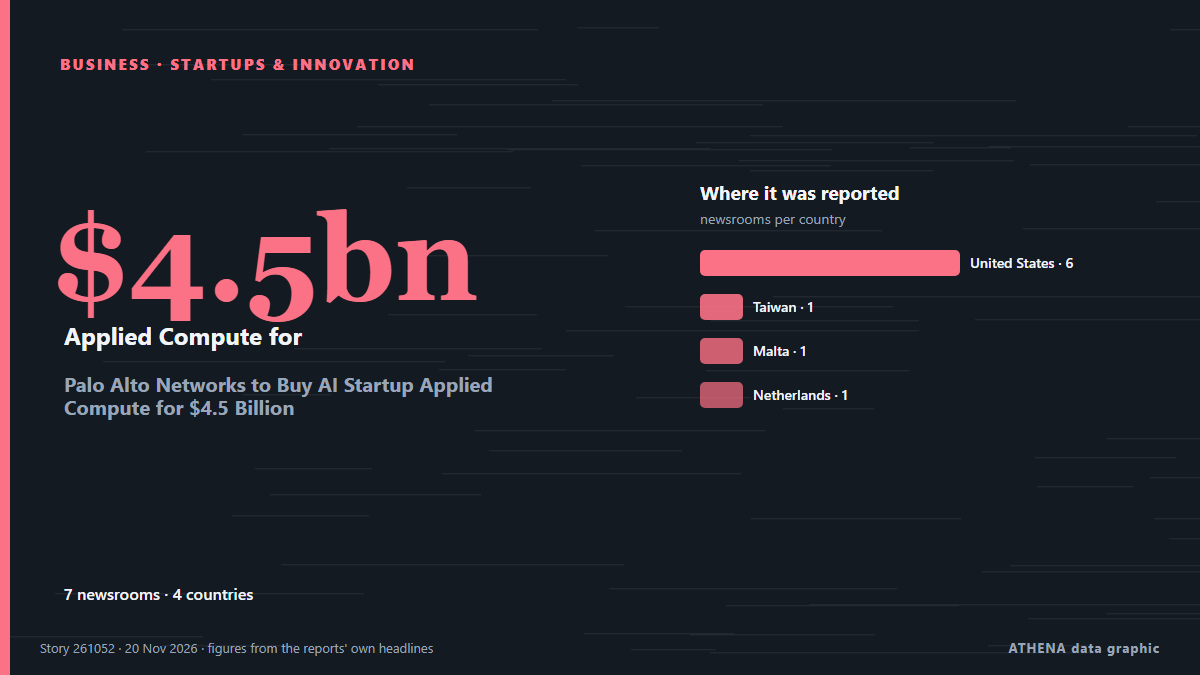 BUSINESS · STARTUPS & INNOVATION
$4.5bn
Applied Compute for
Palo Alto Networks to Buy AI Startup Applied
Compute for $4.5 Billion
Where it was reported
newsrooms per country
United States · 6
Taiwan · 1
Malta · 1
Netherlands · 1
7 newsrooms · 4 countries
Story 261052 · 20 Nov 2026 · figures from the reports' own headlines
ATHENA data graphic